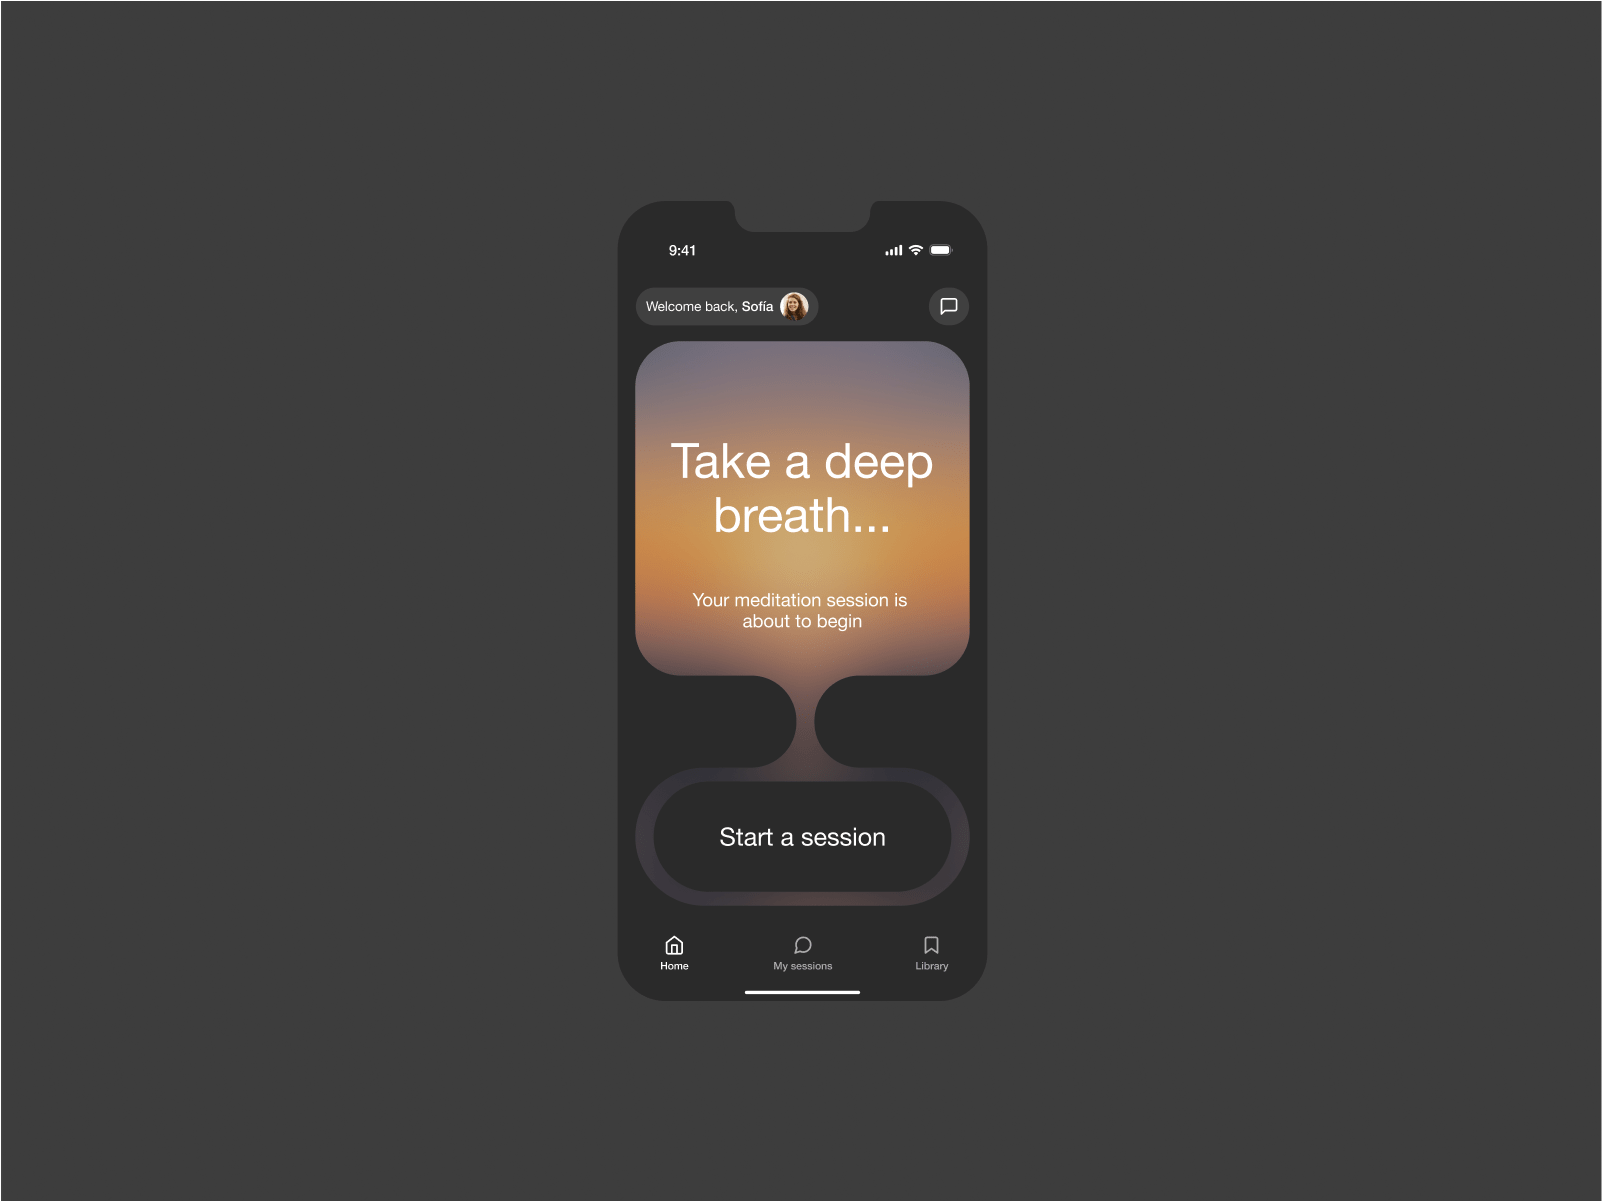 9:41
Welcome back, Sofía
Take a deep
breath...
Your meditation session is
about to begin
Start a session
Home
My sessions
Library